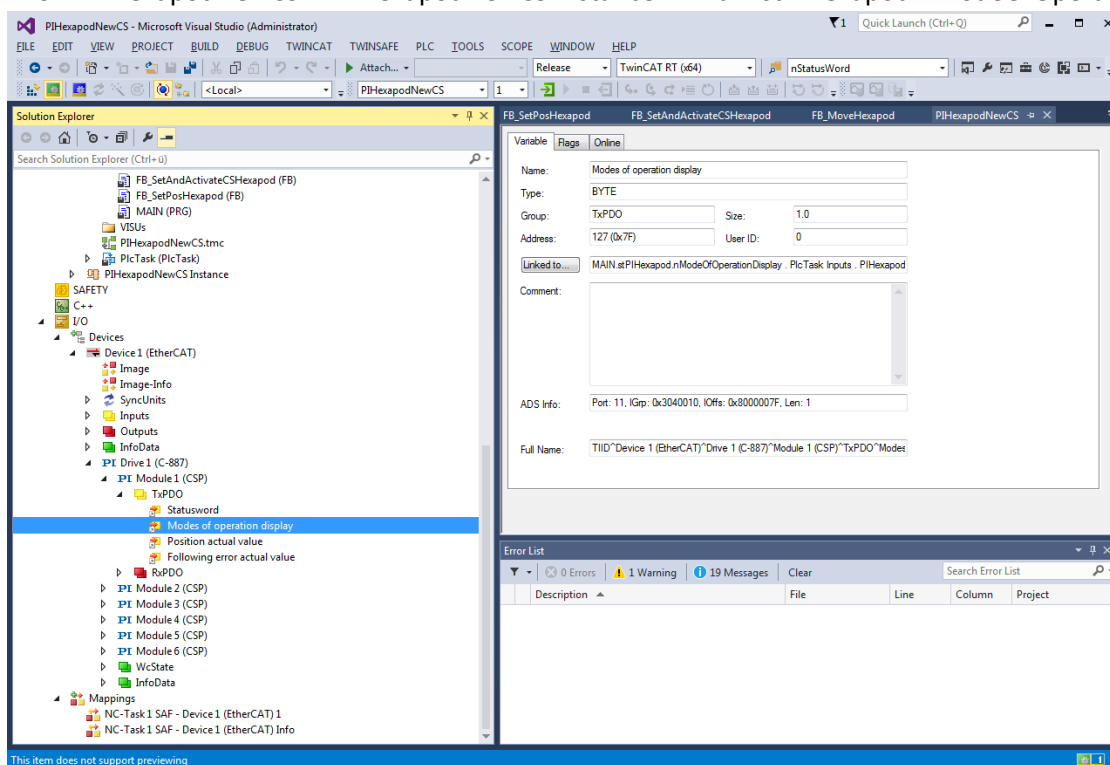 PIHexapodNewCS - Microsoft Visual Studio (Administrator)
1
Quick Launch (Ctrl+Q)
FILE EDIT VIEW PROJECT BUILD DEBUG TWINCAT TWINSAFE PLC TOOLS SCOPE WINDOW HELP
Attach...
Release
TwinCAT RT (x64)
nStatusWord
<Local>
PIHexapodNewCS
1
Solution Explorer
Search Solution Explorer (Ctrl+ü)
FB_SetAndActivateCSHexapod (FB)
FB_SetPosHexapod (FB)
MAIN (PRG)
VISUs
PIHexapodNewCS.tmc
PlcTask (PlcTask)
PIHexapodNewCS Instance
SAFETY
C++
I/O
Devices
Device 1 (EtherCAT)
Image
Image-Info
SyncUnits
Inputs
Outputs
InfoData
PI Drive 1 (C-887)
PI Module 1 (CSP)
TxPDO
Statusword
Modes of operation display
Position actual value
Following error actual value
RxPDO
PI Module 2 (CSP)
PI Module 3 (CSP)
PI Module 4 (CSP)
PI Module 5 (CSP)
PI Module 6 (CSP)
WcState
InfoData
Mappings
NC-Task 1 SAF - Device 1 (EtherCAT) 1
NC-Task 1 SAF - Device 1 (EtherCAT) Info
FB_SetPosHexapod FB_SetAndActivateCSHexapod FB_MoveHexapod PIHexapodNewCS
Variable Flags Online
Name: Modes of operation display
Type: BYTE
Group: TxPDO Size: 1.0
Address: 127 (0x7F) User ID: 0
Linked to... MAIN.stPIHexapod.nModeOfOperationDisplay . PlcTask Inputs . PIHexapod
Comment:
ADS Info: Port: 11, IGrp: 0x3040010, IOffs: 0x8000007F, Len: 1
Full Name: TIID^Device 1 (EtherCAT)^Drive 1 (C-887)^Module 1 (CSP)^TxPDO^Modes
Error List
0 Errors 1 Warning 19 Messages Clear Search Error List
Description File Line Column Project
This item does not support previewing
1